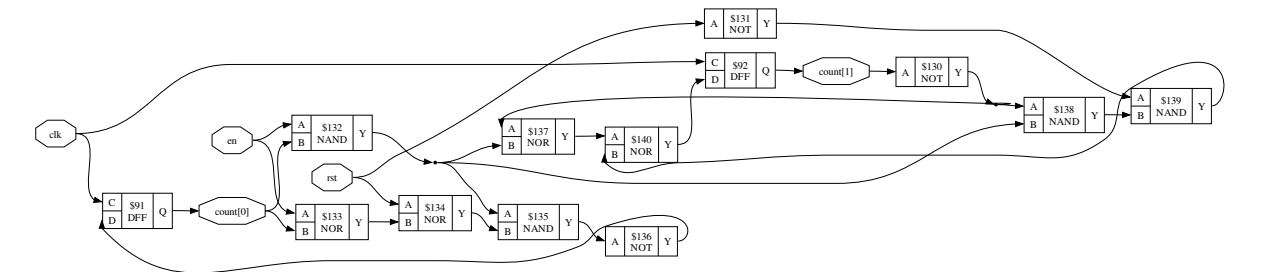 A $131 Y
NOT
C $92 Q
D DFF
count[1]
A $130 Y
NOT
clk
en
A $132 Y
B NAND
A $137 Y
B NOR
A $140 Y
B NOR
A $138 Y
B NAND
A $139 Y
B NAND
rst
C $91 Q
D DFF
count[0]
A $133 Y
B NOR
A $134 Y
B NOR
A $135 Y
B NAND
A $136 Y
NOT